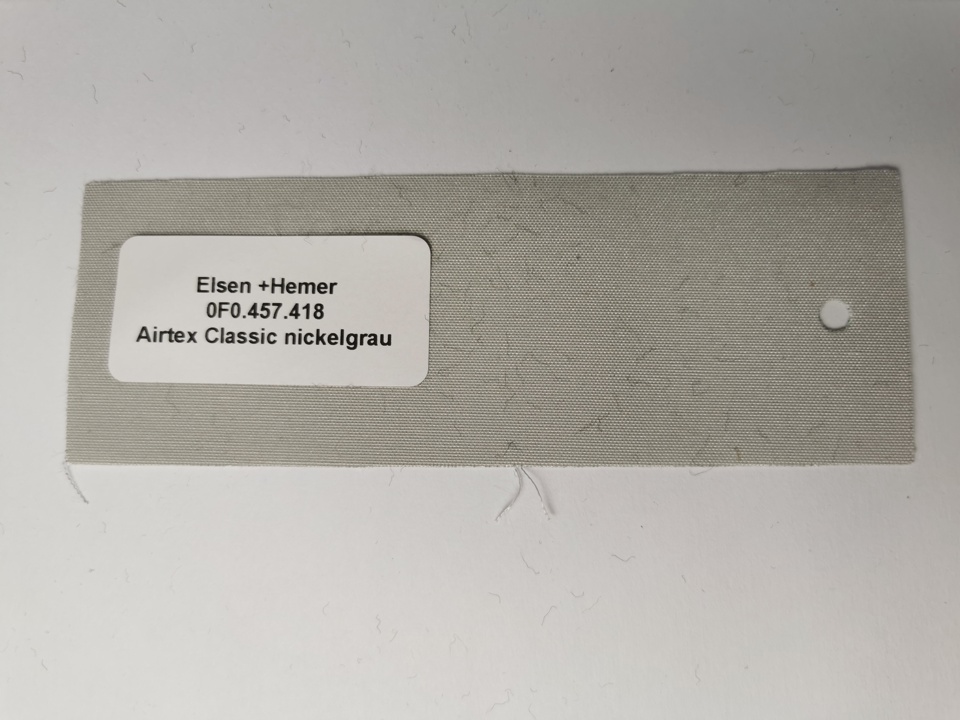 Elsen +Hemer
0F0.457.418
Airtex Classic nickelgrau